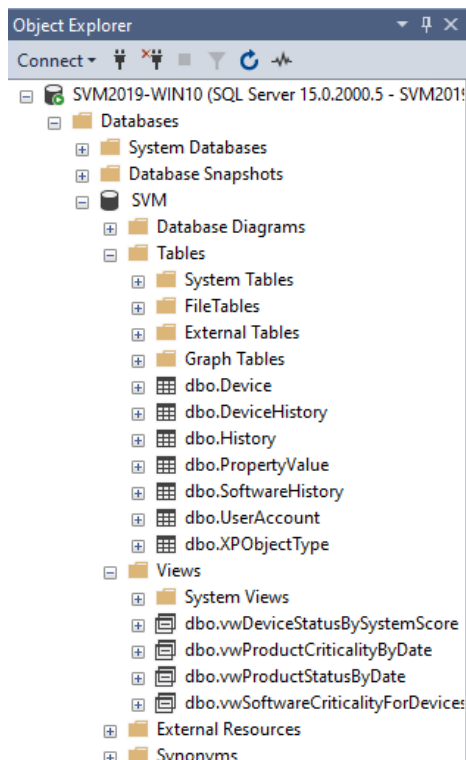 Object Explorer
Connect
SVM2019-WIN10 (SQL Server 15.0.2000.5 - SVM2019
Databases
System Databases
Database Snapshots
SVM
Database Diagrams
Tables
System Tables
FileTables
External Tables
Graph Tables
dbo.Device
dbo.DeviceHistory
dbo.History
dbo.PropertyValue
dbo.SoftwareHistory
dbo.UserAccount
dbo.XPObjectType
Views
System Views
dbo.vwDeviceStatusBySystemScore
dbo.vwProductCriticalityByDate
dbo.vwProductStatusByDate
dbo.vwSoftwareCriticalityForDevices
External Resources
Synonyms